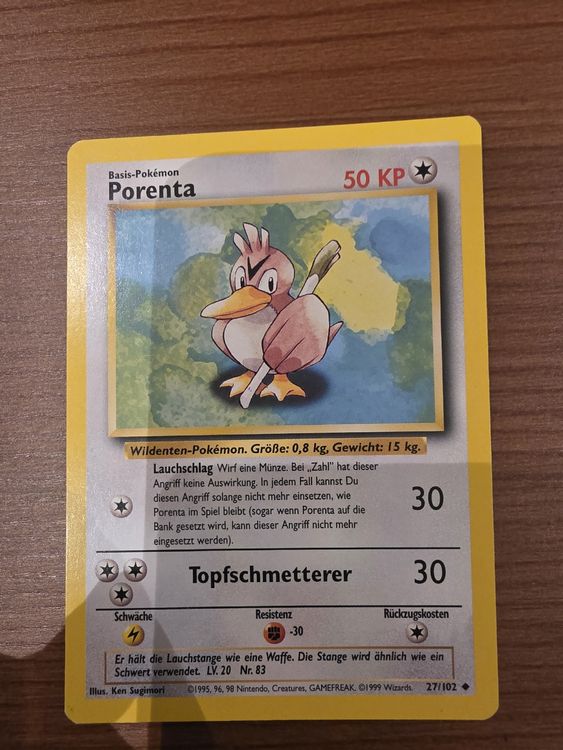 Basis-Pokémon
Porenta
50 KP
Wildenten-Pokémon. Größe: 0,8 kg, Gewicht: 15 kg.
Lauchschlag Wirf eine Münze. Bei „Zahl" hat dieser
Angriff keine Auswirkung. In jedem Fall kannst Du
diesen Angriff solange nicht mehr einsetzen, wie
Porenta im Spiel bleibt (sogar wenn Porenta auf die
Bank gesetzt wird, kann dieser Angriff nicht mehr
eingesetzt werden).
30
Topfschmetterer 30
Schwäche Resistenz Rückzugskosten
-30
Er hält die Lauchstange wie eine Waffe. Die Stange wird ähnlich wie ein
Schwert verwendet. LV. 20 Nr. 83
Illus. Ken Sugimori ©1995, 96, 98 Nintendo, Creatures, GAMEFREAK. ©1999 Wizards. 27/102